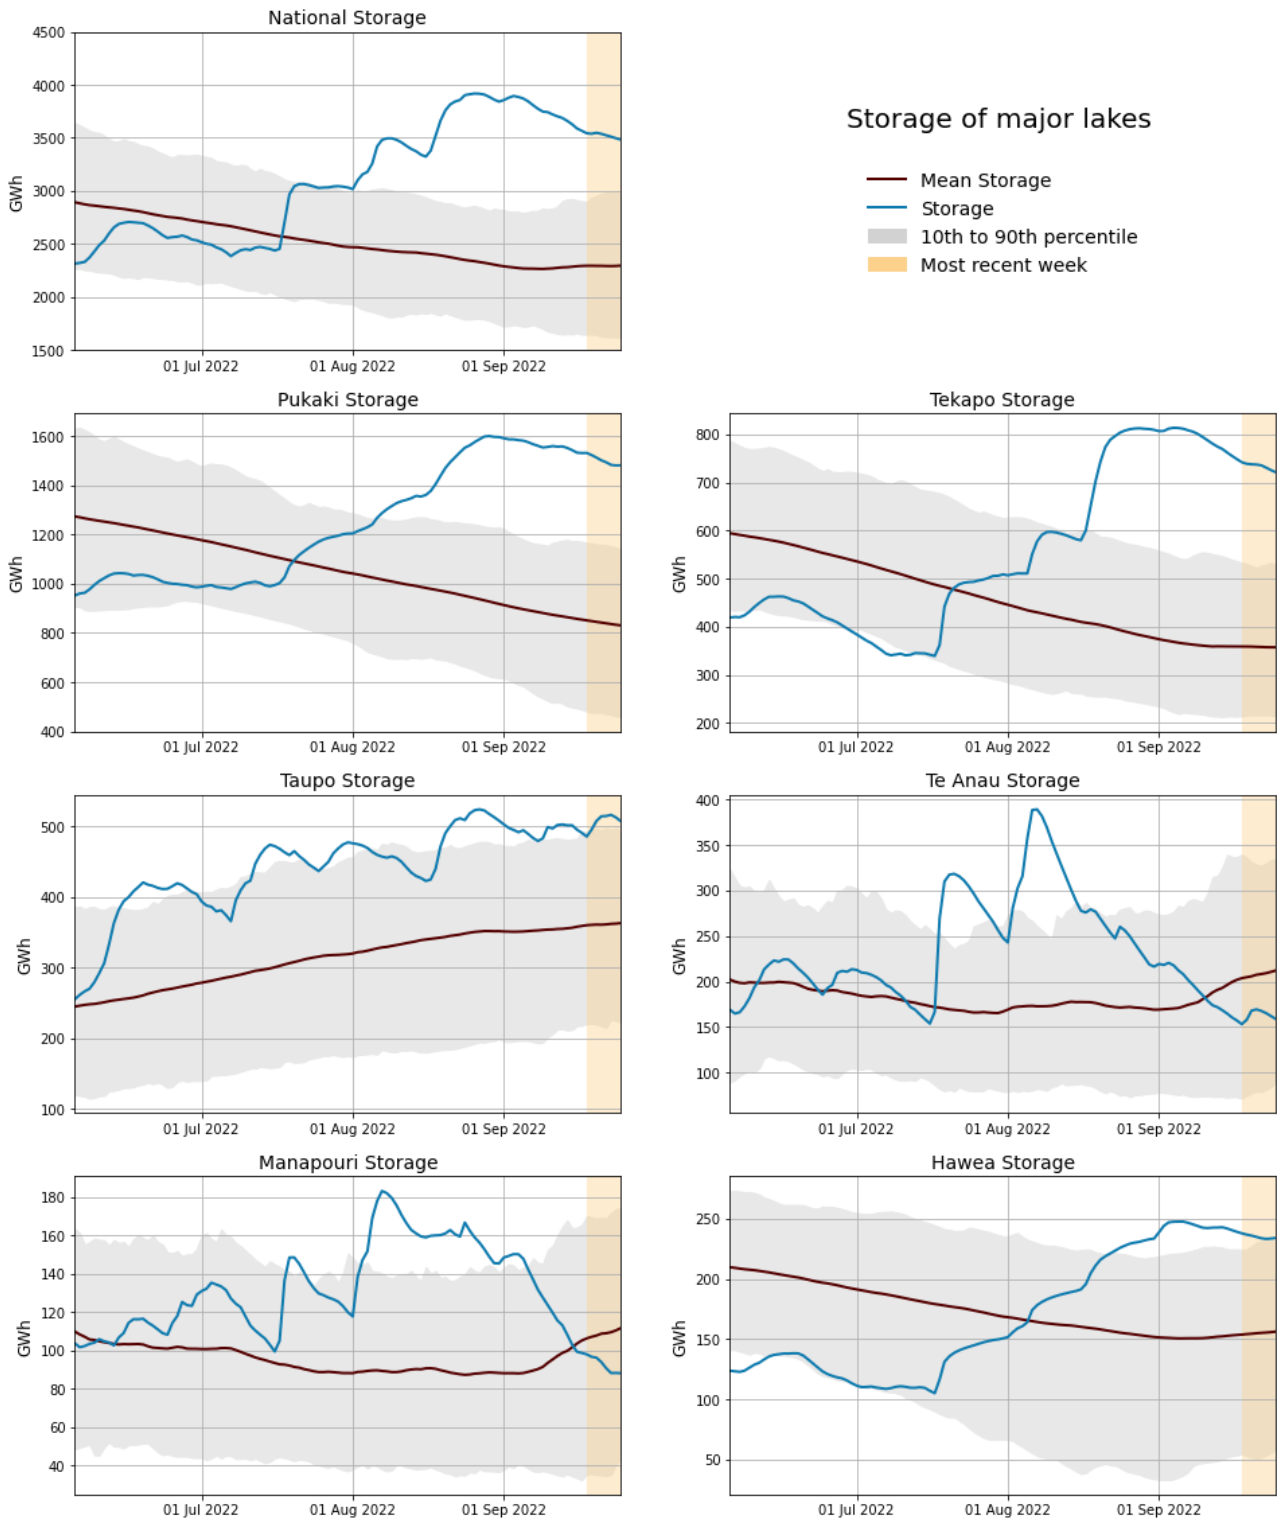 National Storage
4500
4000
3500
3000
2500
2000
1500
GWh
01 Jul 2022 01 Aug 2022 01 Sep 2022
Storage of major lakes
Mean Storage
Storage
10th to 90th percentile
Most recent week
Pukaki Storage
1600
1400
1200
1000
800
600
400
GWh
01 Jul 2022 01 Aug 2022 01 Sep 2022
Tekapo Storage
800
700
600
500
400
300
200
GWh
01 Jul 2022 01 Aug 2022 01 Sep 2022
Taupo Storage
500
400
300
200
100
GWh
01 Jul 2022 01 Aug 2022 01 Sep 2022
Te Anau Storage
400
350
300
250
200
150
100
GWh
01 Jul 2022 01 Aug 2022 01 Sep 2022
Manapouri Storage
180
160
140
120
100
80
60
40
GWh
01 Jul 2022 01 Aug 2022 01 Sep 2022
Hawea Storage
250
200
150
100
50
GWh
01 Jul 2022 01 Aug 2022 01 Sep 2022